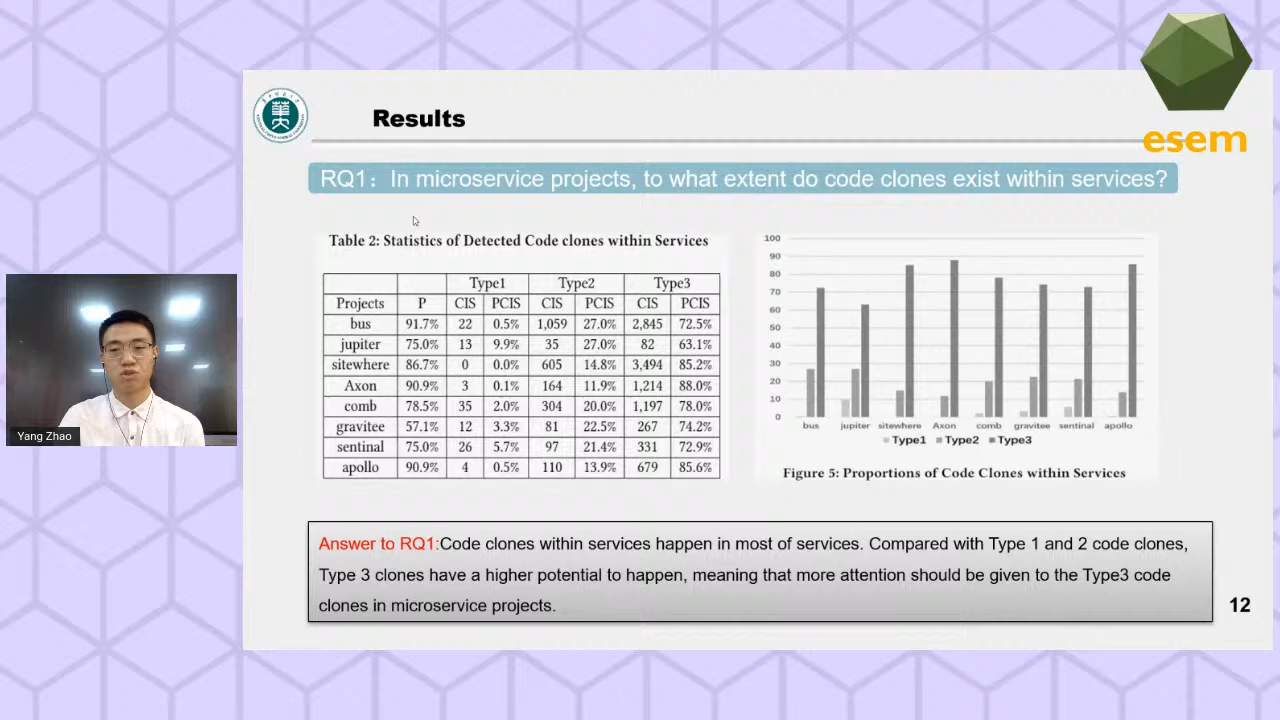 esem
Results
RQ1：In microservice projects, to what extent do code clones exist within services?
Table 2: Statistics of Detected Code clones within Services
Type1 Type2 Type3
Projects P CIS PCIS CIS PCIS CIS PCIS
bus 91.7% 22 0.5% 1,059 27.0% 2,845 72.5%
jupiter 75.0% 13 9.9% 35 27.0% 82 63.1%
sitewhere 86.7% 0 0.0% 605 14.8% 3,494 85.2%
Axon 90.9% 3 0.1% 164 11.9% 1,214 88.0%
comb 78.5% 35 2.0% 304 20.0% 1,197 78.0%
gravitee 57.1% 12 3.3% 81 22.5% 267 74.2%
sentinal 75.0% 26 5.7% 97 21.4% 331 72.9%
apollo 90.9% 4 0.5% 110 13.9% 679 85.6%
100
90
80
70
60
50
40
30
20
10
0
bus jupiter sitewhere Axon comb gravitee sentinal apollo
Type1 Type2 Type3
Figure 5: Proportions of Code Clones within Services
Yang Zhao
Answer to RQ1:Code clones within services happen in most of services. Compared with Type 1 and 2 code clones,
Type 3 clones have a higher potential to happen, meaning that more attention should be given to the Type3 code
clones in microservice projects.
12